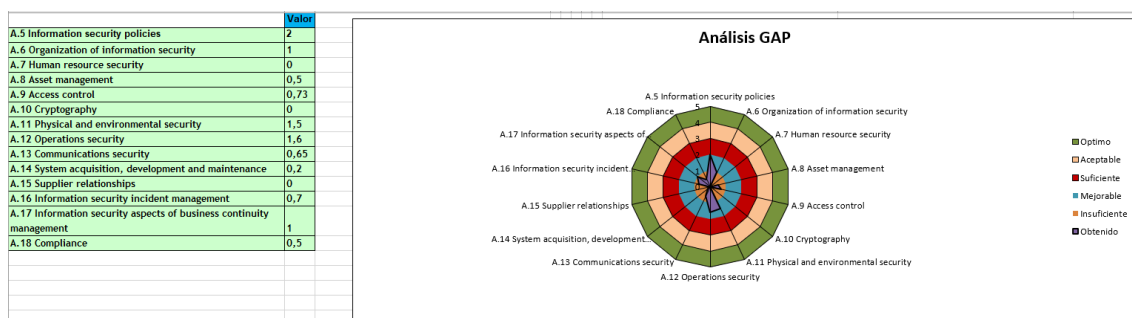 Valor
A.5 Information security policies 2
A.6 Organization of information security 1
A.7 Human resource security 0
A.8 Asset management 0,5
A.9 Access control 0,73
A.10 Cryptography 0
A.11 Physical and environmental security 1,5
A.12 Operations security 1,6
A.13 Communications security 0,65
A.14 System acquisition, development and maintenance 0,2
A.15 Supplier relationships 0
A.16 Information security incident management 0,7
A.17 Information security aspects of business continuity
management 1
A.18 Compliance 0,5
Análisis GAP
A.5 Information security policies
A.6 Organization of information security
A.7 Human resource security
A.8 Asset management
A.9 Access control
A.10 Cryptography
A.11 Physical and environmental security
A.12 Operations security
A.13 Communications security
A.14 System acquisition, development...
A.15 Supplier relationships
A.16 Information security incident...
A.17 Information security aspects of...
A.18 Compliance
5
4
3
2
1
0
Optimo
Aceptable
Suficiente
Mejorable
Insuficiente
Obtenido